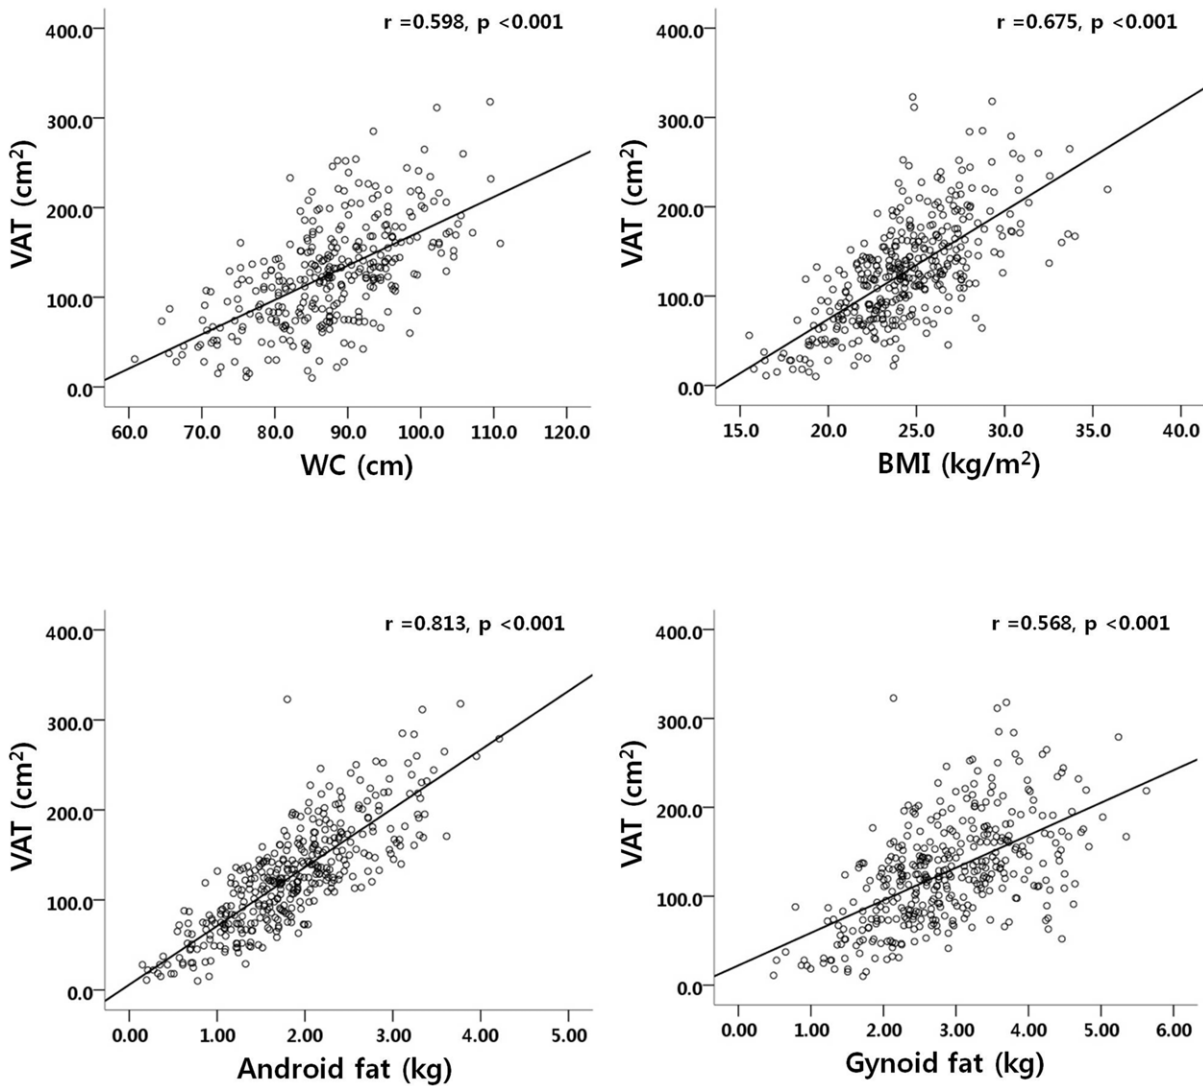 r =0.598, p <0.001
400.0
300.0
200.0
100.0
0.0
VAT (cm²)
60.0 70.0 80.0 90.0 100.0 110.0 120.0
WC (cm)
r =0.675, p <0.001
400.0
300.0
200.0
100.0
0.0
VAT (cm²)
15.0 20.0 25.0 30.0 35.0 40.0
BMI (kg/m²)
r =0.813, p <0.001
400.0
300.0
200.0
100.0
0.0
VAT (cm²)
0.00 1.00 2.00 3.00 4.00 5.00
Android fat (kg)
r =0.568, p <0.001
400.0
300.0
200.0
100.0
0.0
VAT (cm²)
0.00 1.00 2.00 3.00 4.00 5.00 6.00
Gynoid fat (kg)